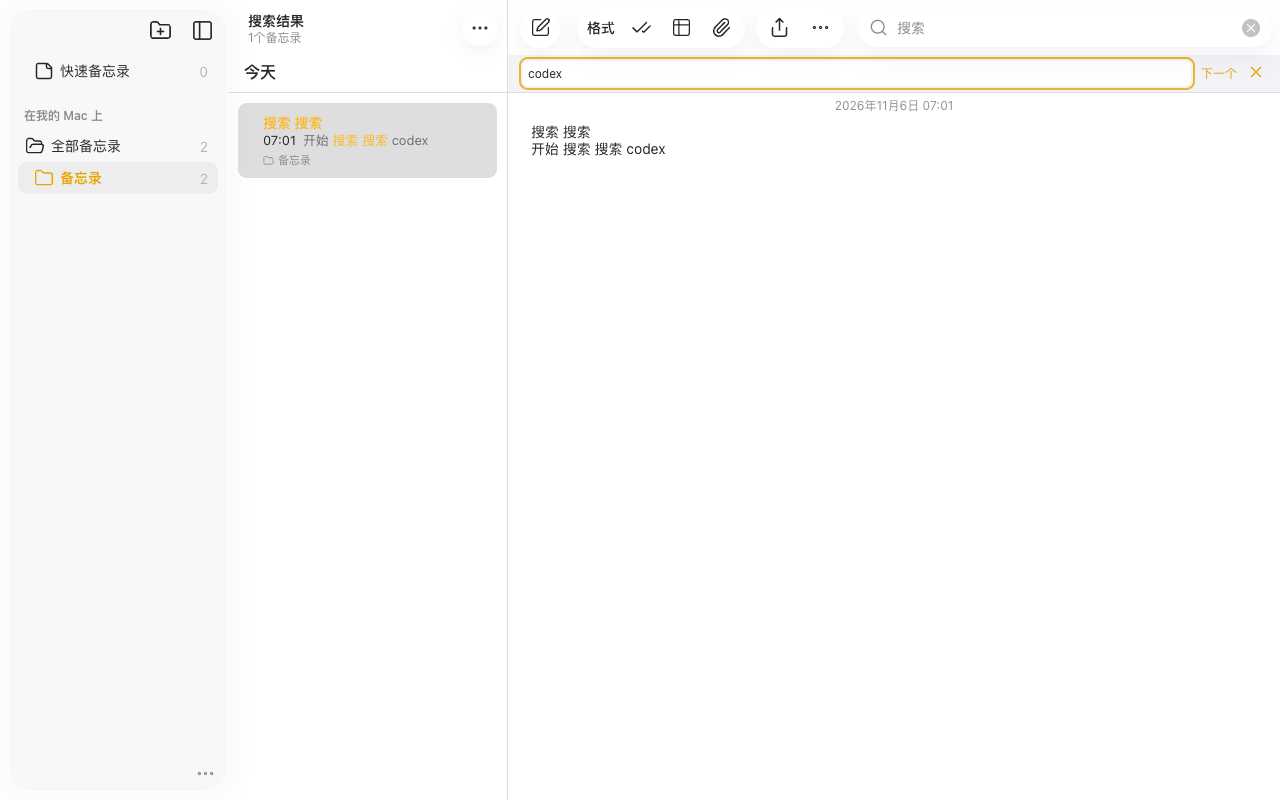 快速备忘录 0
在我的 Mac 上
全部备忘录 2
备忘录 2
搜索结果
1个备忘录
今天
搜索 搜索
07:01 开始 搜索 搜索 codex
备忘录
格式
搜索
codex
下一个
2026年11月6日 07:01
搜索 搜索
开始 搜索 搜索 codex